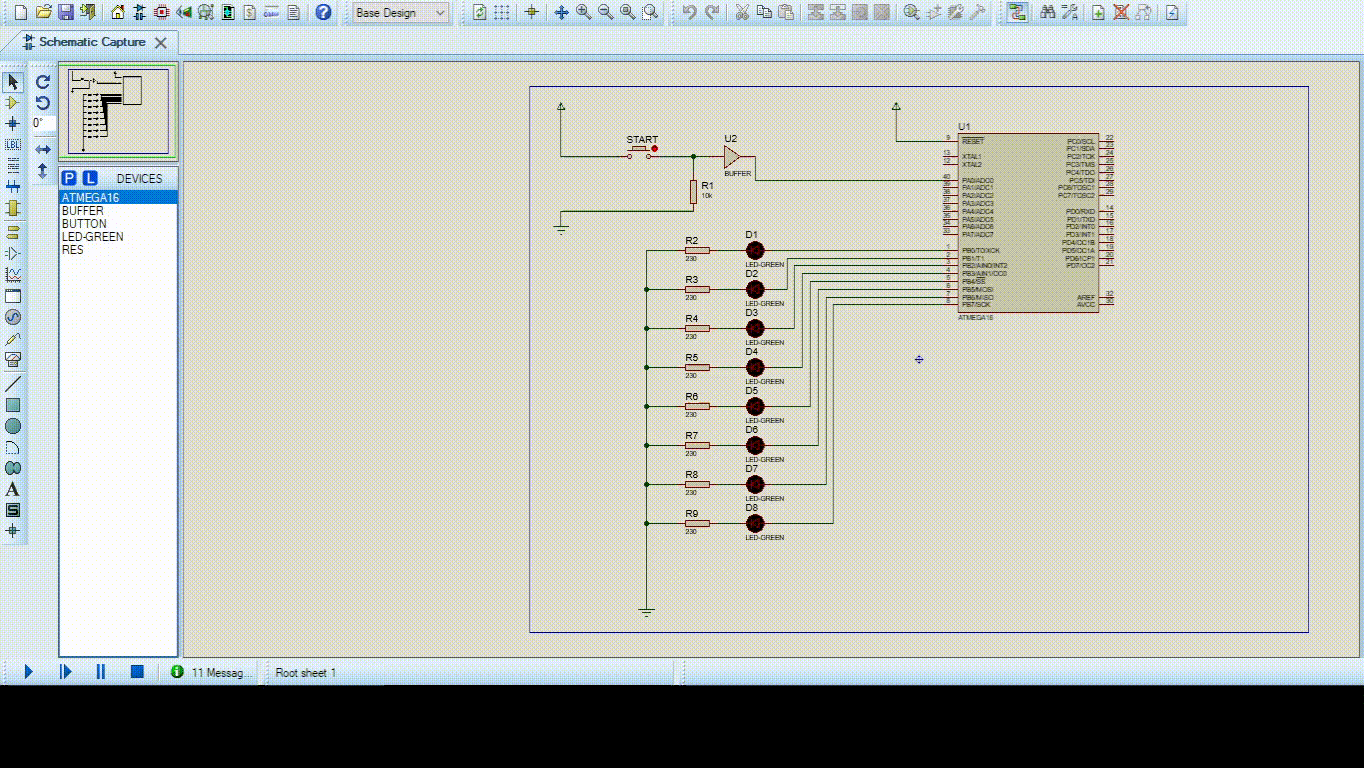 Base Design
Schematic Capture
0°
LBL
P L DEVICES
ATMEGA16
BUFFER
BUTTON
LED-GREEN
RES
START
U2
BUFFER
R1
10k
U1
ATMEGA16
9 RESET
13 XTAL1
12 XTAL2
40 PA0/ADC0
39 PA1/ADC1
38 PA2/ADC2
37 PA3/ADC3
36 PA4/ADC4
35 PA5/ADC5
34 PA6/ADC6
33 PA7/ADC7
1 PB0/T0/XCK
2 PB1/T1
3 PB2/AIN0/INT2
4 PB3/AIN1/OC0
5 PB4/SS
6 PB5/MOSI
7 PB6/MISO
8 PB7/SCK
PC0/SCL 22
PC1/SDA 23
PC2/TCK 24
PC3/TMS 25
PC4/TDO 26
PC5/TDI 27
PC6/TOSC1 28
PC7/TOSC2 29
PD0/RXD 14
PD1/TXD 15
PD2/INT0 16
PD3/INT1 17
PD4/OC1B 18
PD5/OC1A 19
PD6/ICP1 20
PD7/OC2 21
AREF 32
AVCC 30
R2 D1
230 LED-GREEN
R3 D2
230 LED-GREEN
R4 D3
230 LED-GREEN
R5 D4
230 LED-GREEN
R6 D5
230 LED-GREEN
R7 D6
230 LED-GREEN
R8 D7
230 LED-GREEN
R9 D8
230 LED-GREEN
A
S
11 Messag...
Root sheet 1